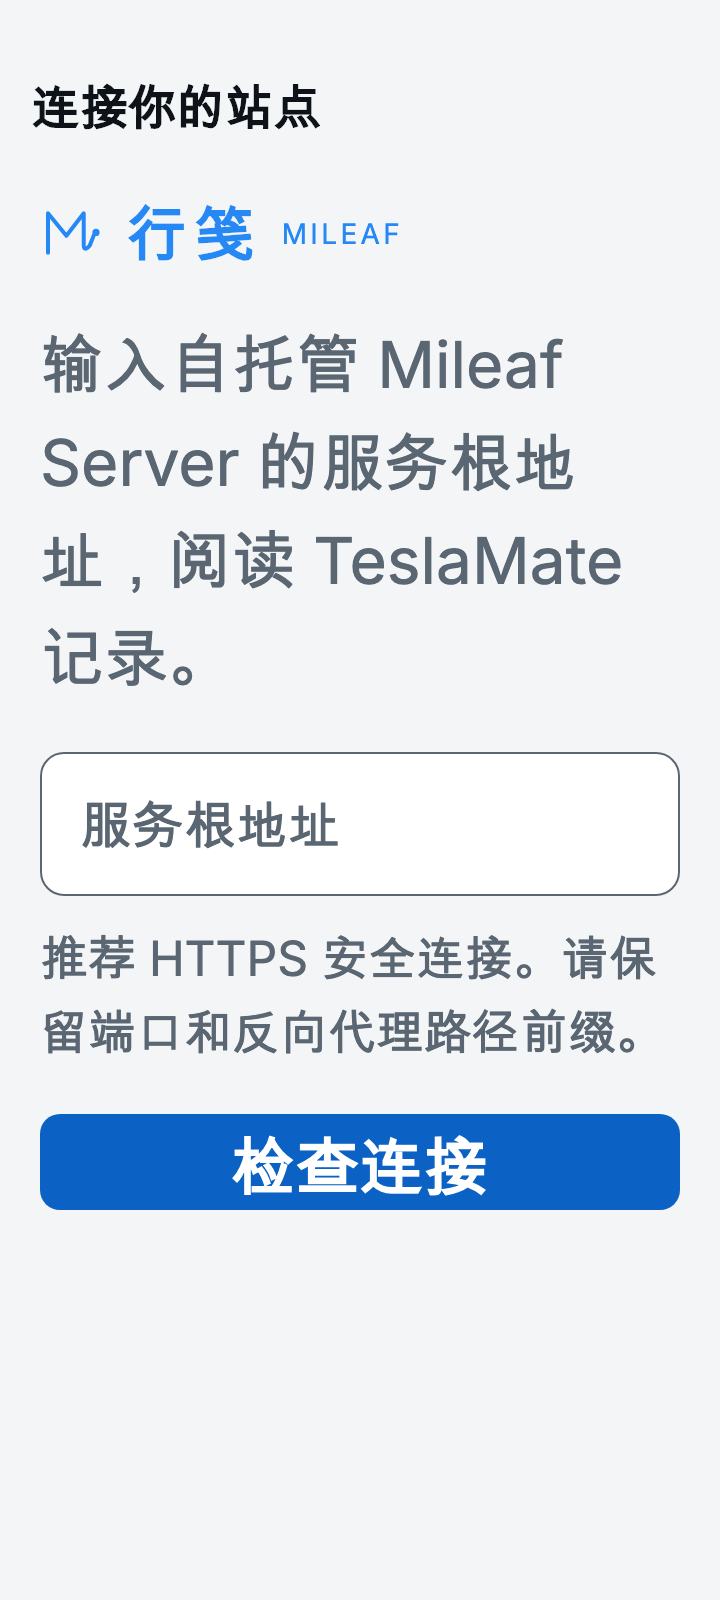 连接你的站点
行笺 MILEAF
输入自托管 Mileaf
Server 的服务根地
址，阅读 TeslaMate
记录。
服务根地址
推荐 HTTPS 安全连接。请保
留端口和反向代理路径前缀。
检查连接